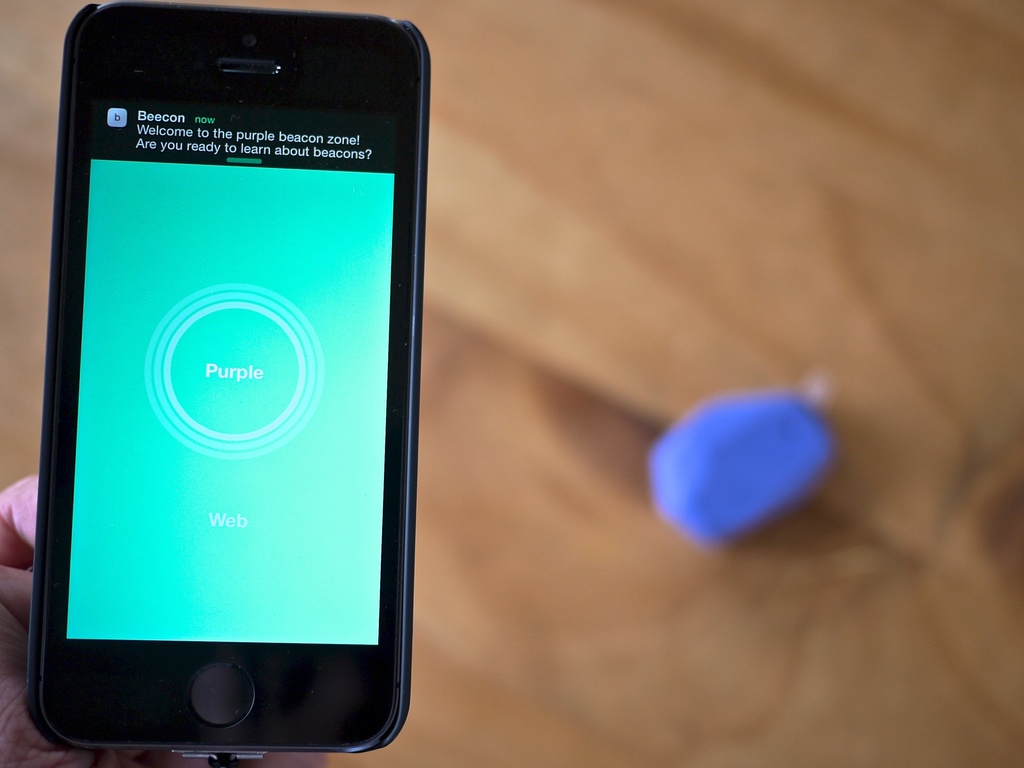 b
Beecon now
Welcome to the purple beacon zone!
Are you ready to learn about beacons?
Purple
Web